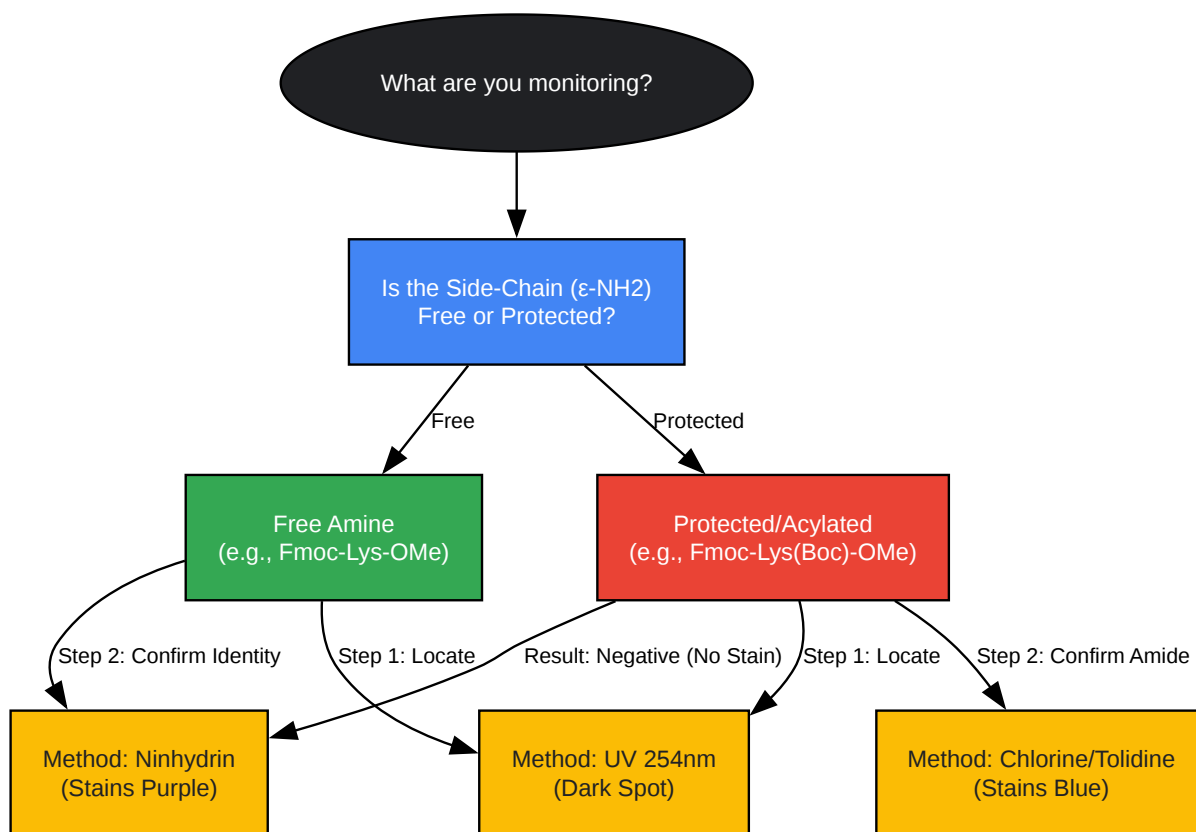 What are you monitoring?
Is the Side-Chain (ε-NH2)
Free or Protected?
Free
Protected
Free Amine
(e.g., Fmoc-Lys-OMe)
Protected/Acylated
(e.g., Fmoc-Lys(Boc)-OMe)
Step 2: Confirm Identity
Step 1: Locate
Result: Negative (No Stain)
Step 1: Locate
Step 2: Confirm Amide
Method: Ninhydrin
(Stains Purple)
Method: UV 254nm
(Dark Spot)
Method: Chlorine/Tolidine
(Stains Blue)